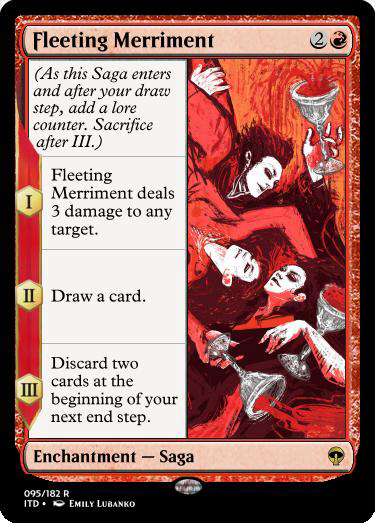 Fleeting Merriment
2
(As this Saga enters
and after your draw
step, add a lore
counter. Sacrifice
after III.)
I
Fleeting
Merriment deals
3 damage to any
target.
II
Draw a card.
III
Discard two
cards at the
beginning of your
next end step.
Enchantment — Saga
095/182 R
ITD • EMILY LUBANKO